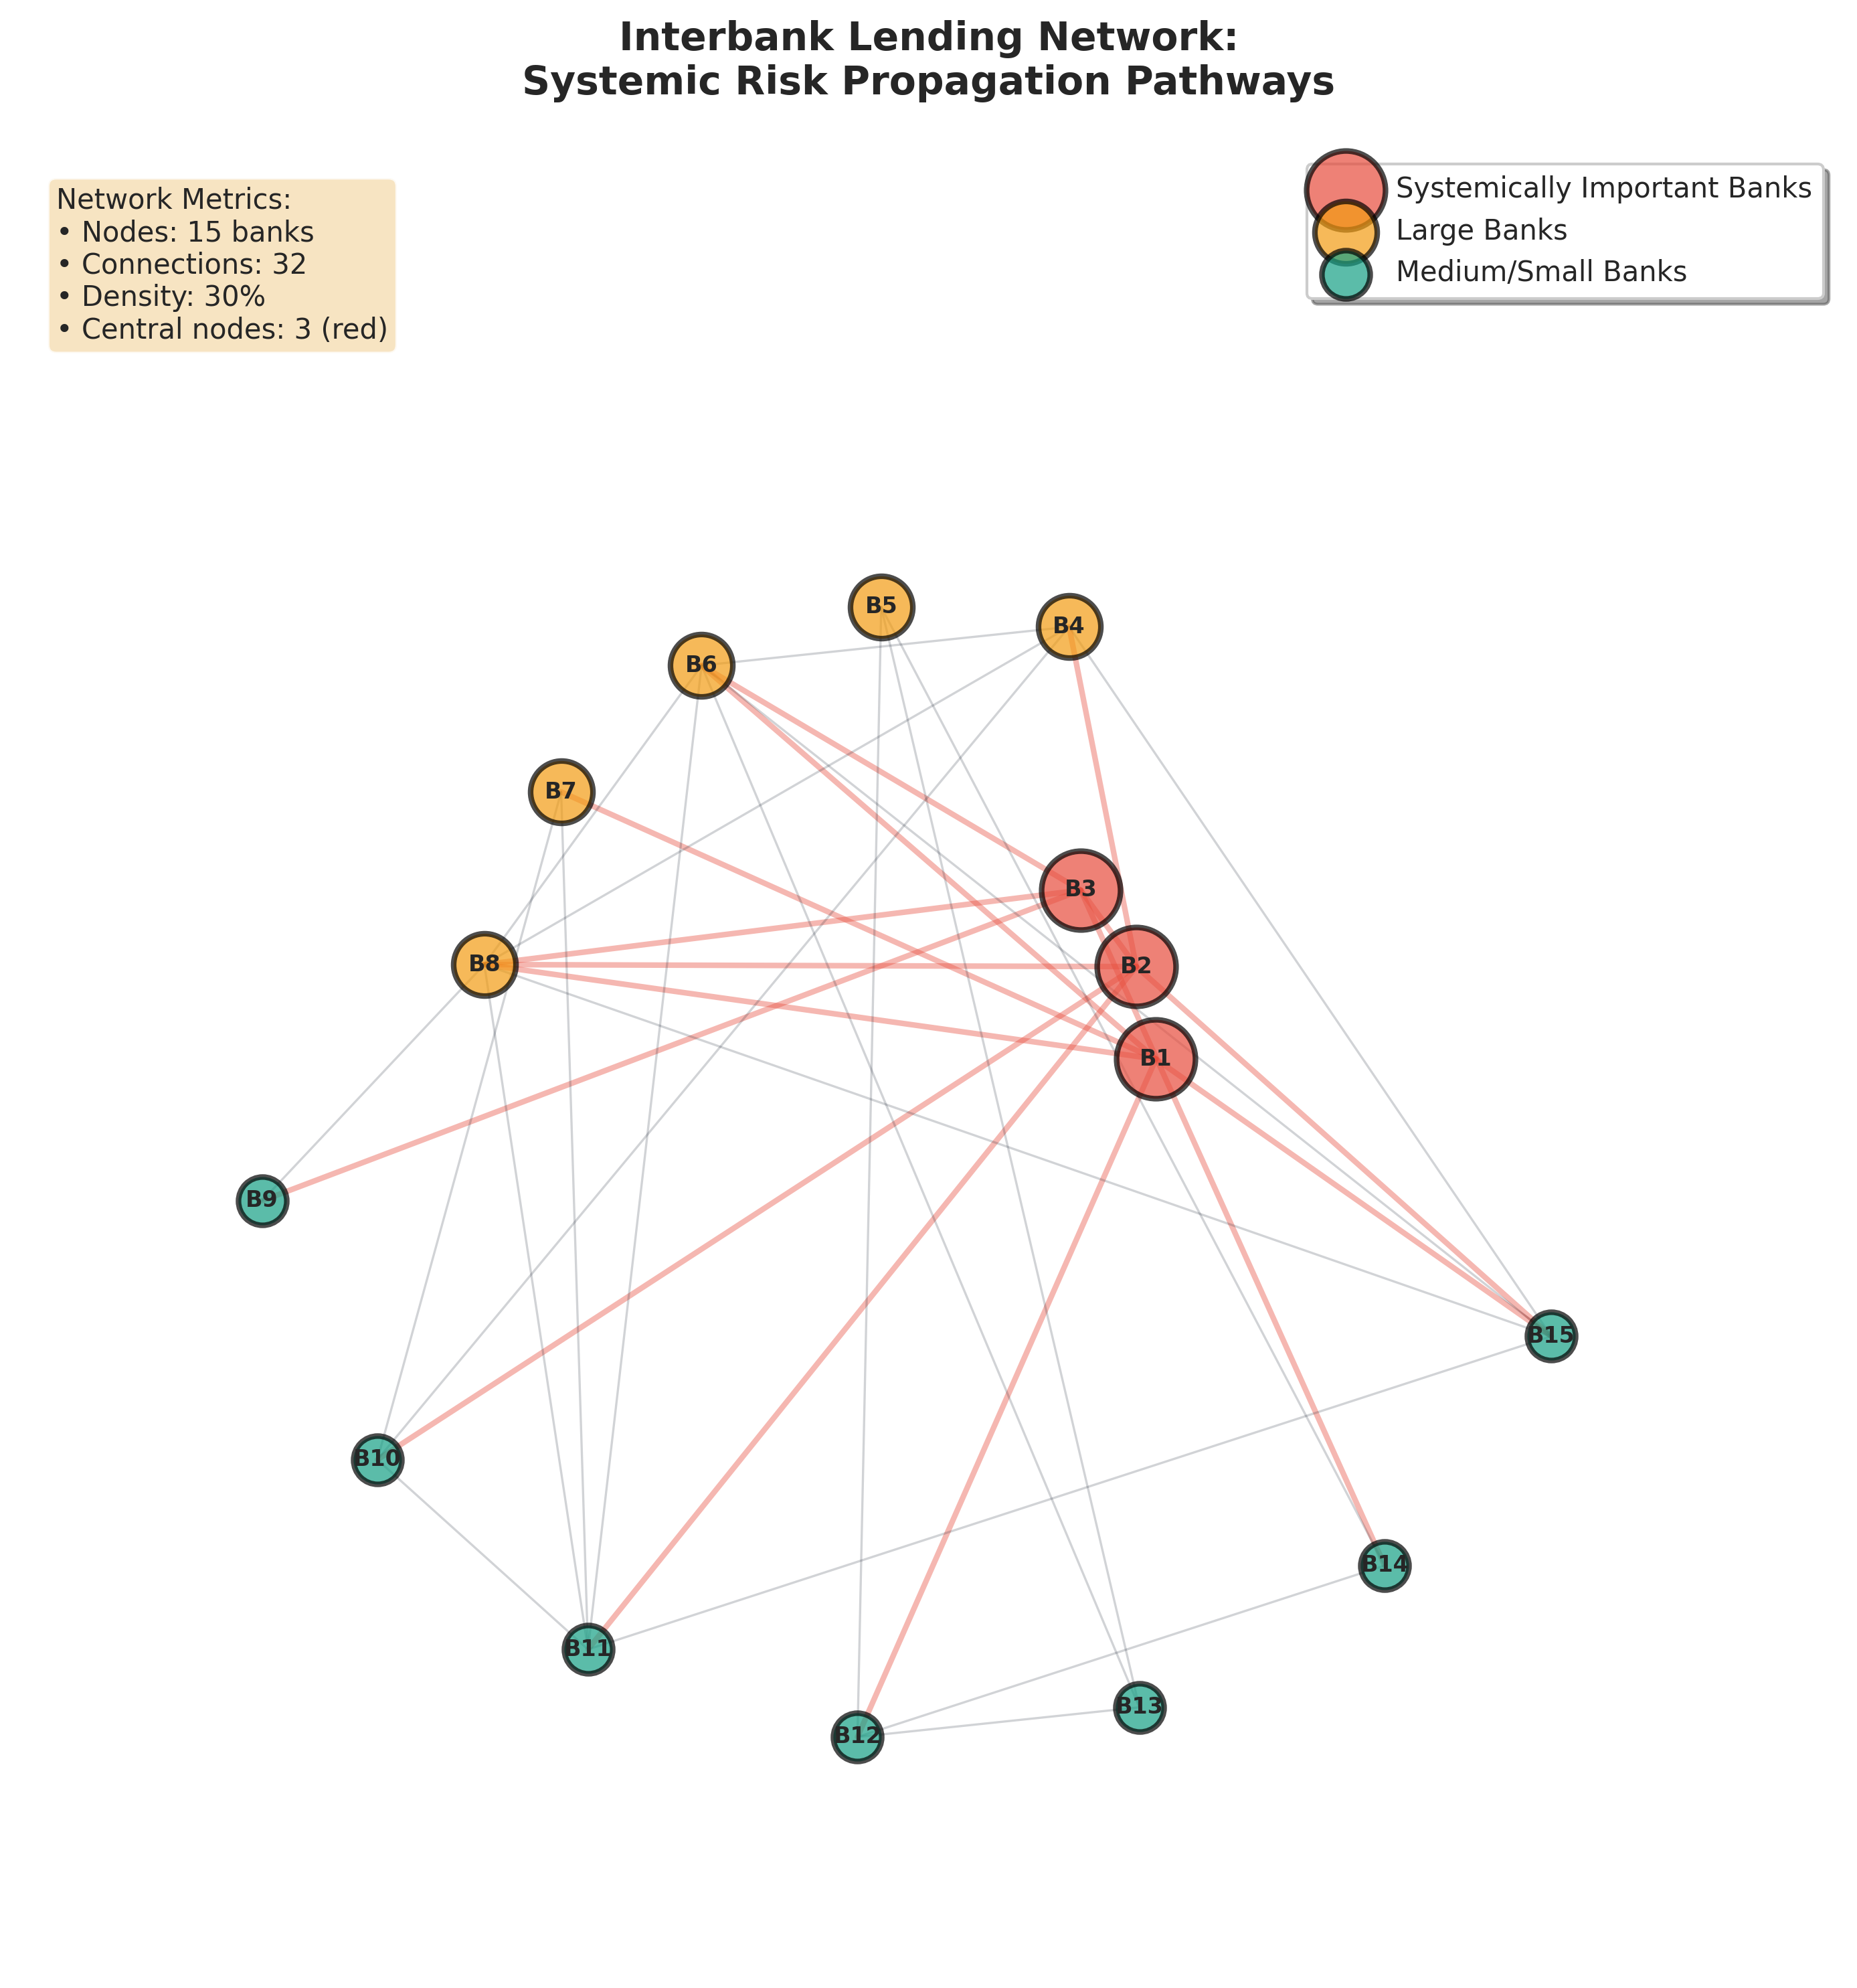 Interbank Lending Network:
Systemic Risk Propagation Pathways
Network Metrics:
• Nodes: 15 banks
• Connections: 32
• Density: 30%
• Central nodes: 3 (red)
Systemically Important Banks
Large Banks
Medium/Small Banks
B5
B4
B6
B7
B3
B8
B2
B1
B9
B15
B10
B14
B11
B13
B12